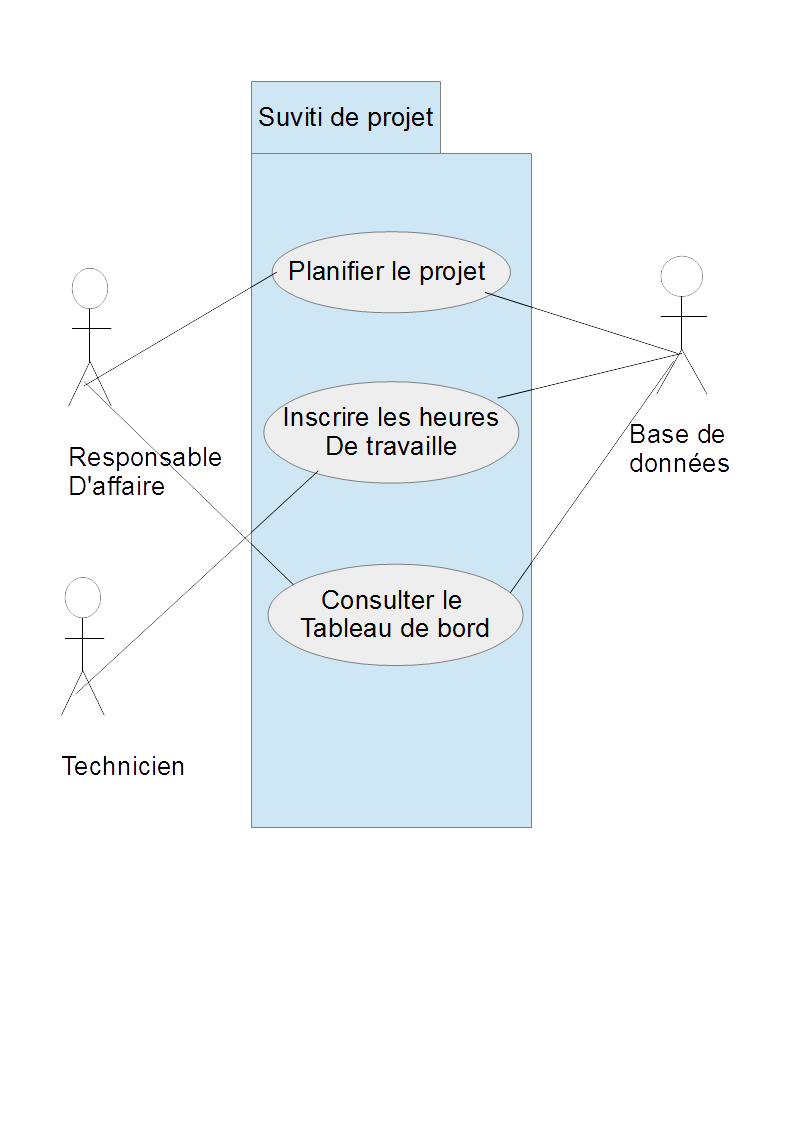 Suviti de projet
Planifier le projet
Inscrire les heures
De travaille
Base de
données
Responsable
D'affaire
Consulter le
Tableau de bord
Technicien